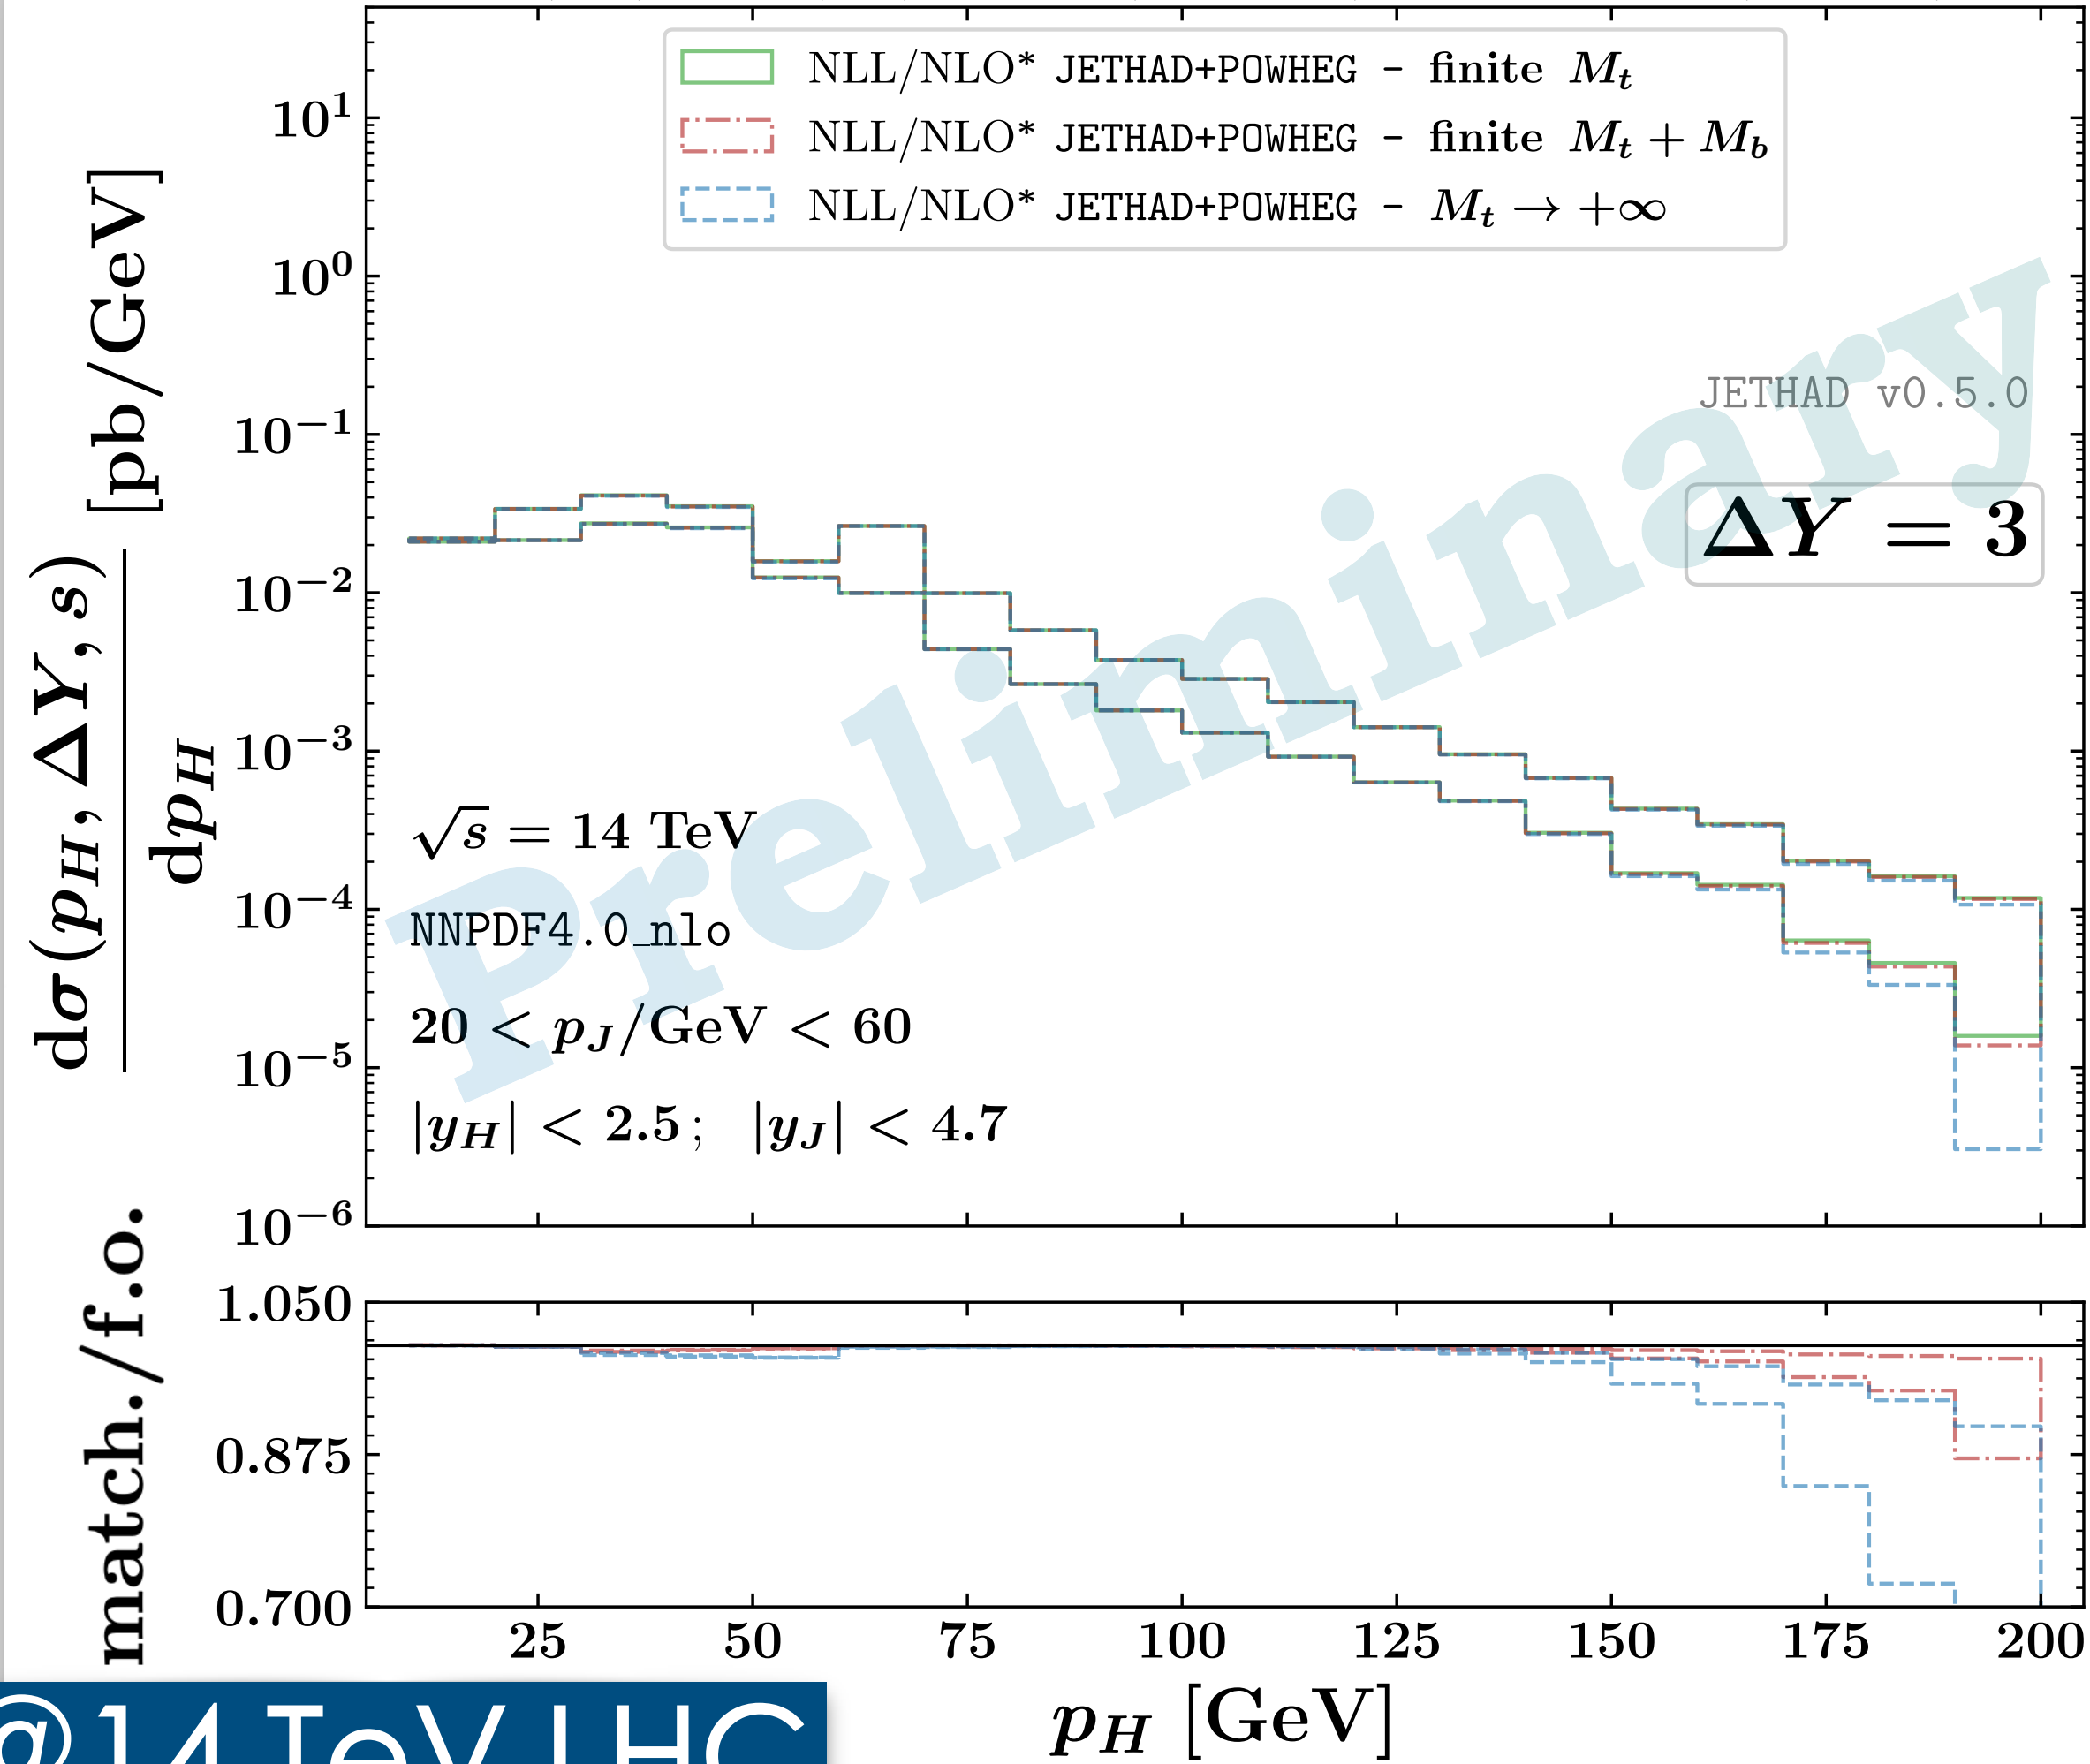 NLL/NLO* JETHAD+POWHEG - finite M_t
NLL/NLO* JETHAD+POWHEG - finite M_t + M_b
NLL/NLO* JETHAD+POWHEG - M_t → +∞
dσ(p_H, ΔY, s) [pb/GeV]
dp_H
10^1
10^0
10^−1
10^−2
10^−3
10^−4
10^−5
10^−6
JETHAD v0.5.0
ΔY = 3
Preliminary
√s = 14 TeV
NNPDF4.0_nlo
20 < p_J/GeV < 60
|y_H| < 2.5; |y_J| < 4.7
match./f.o.
1.050
0.875
0.700
25 50 75 100 125 150 175 200
p_H [GeV]
@14 TeV LHC